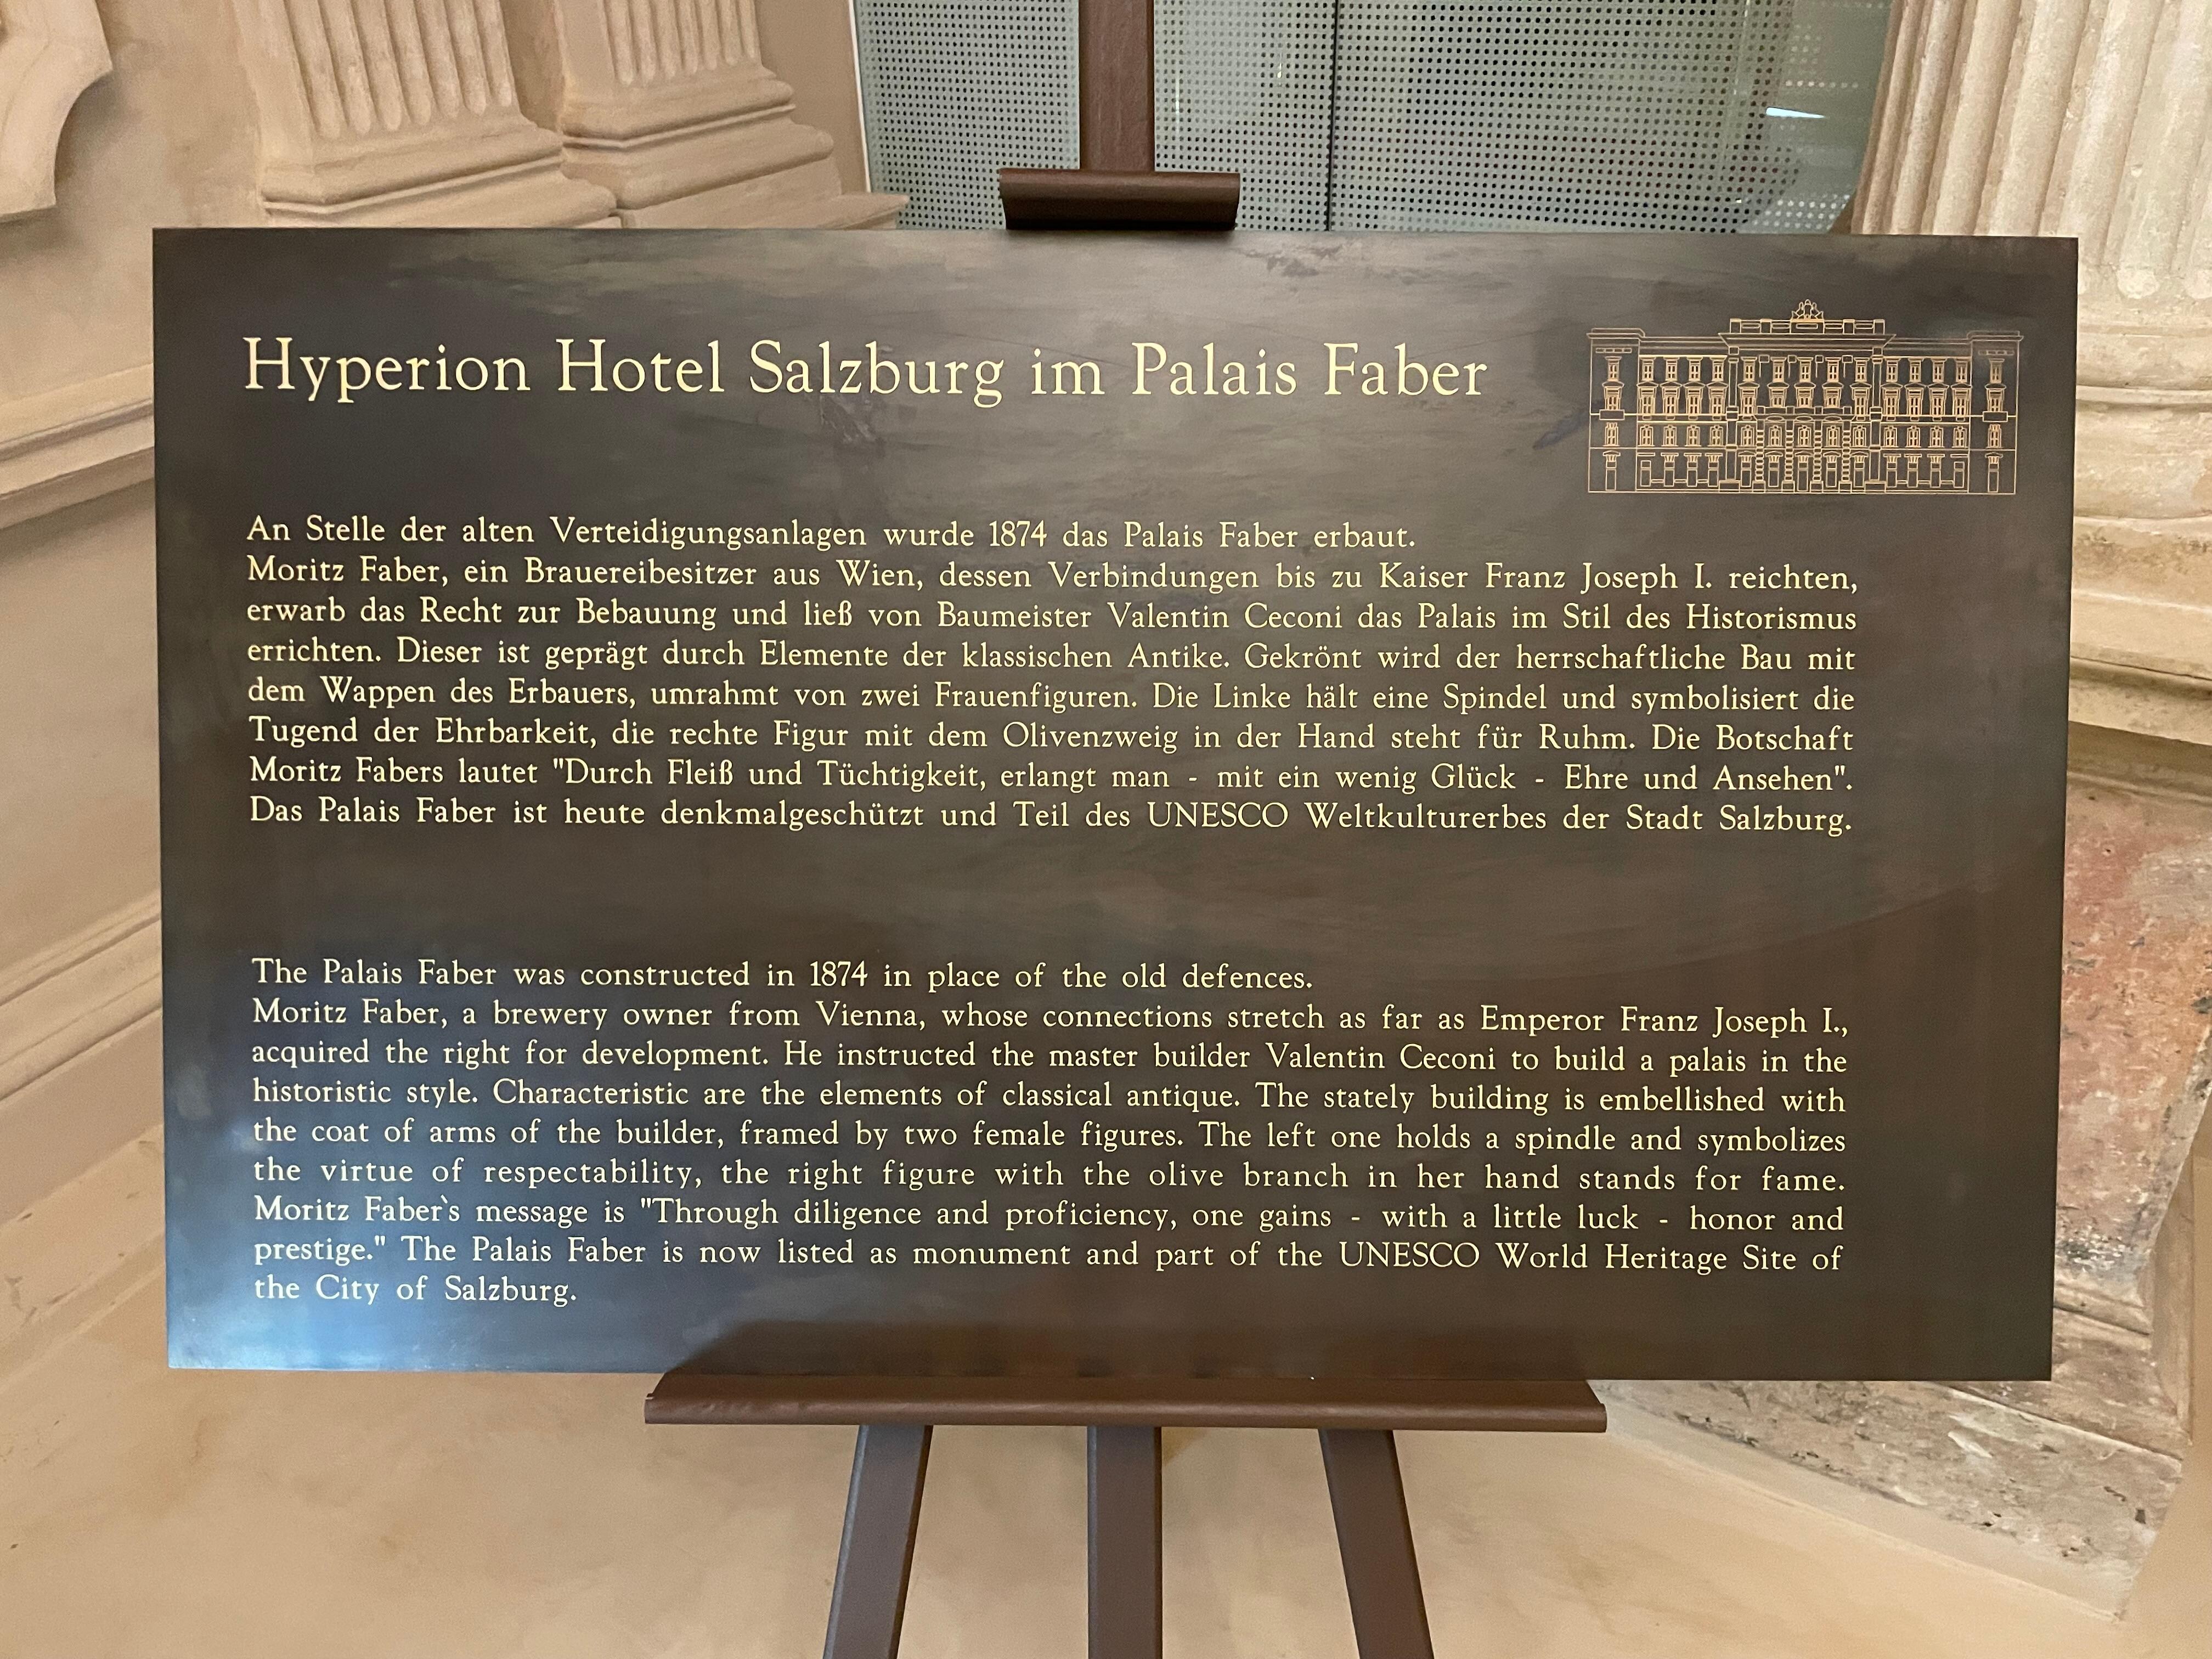 Hyperion Hotel Salzburg im Palais Faber
An Stelle der alten Verteidigungsanlagen wurde 1874 das Palais Faber erbaut.
Moritz Faber, ein Brauereibesitzer aus Wien, dessen Verbindungen bis zu Kaiser Franz Joseph I. reichten,
erwarb das Recht zur Bebauung und ließ von Baumeister Valentin Ceconi das Palais im Stil des Historismus
errichten. Dieser ist geprägt durch Elemente der klassischen Antike. Gekrönt wird der herrschaftliche Bau mit
dem Wappen des Erbauers, umrahmt von zwei Frauenfiguren. Die Linke hält eine Spindel und symbolisiert die
Tugend der Ehrbarkeit, die rechte Figur mit dem Olivenzweig in der Hand steht für Ruhm. Die Botschaft
Moritz Fabers lautet "Durch Fleiß und Tüchtigkeit, erlangt man - mit ein wenig Glück - Ehre und Ansehen".
Das Palais Faber ist heute denkmalgeschützt und Teil des UNESCO Weltkulturerbes der Stadt Salzburg.
The Palais Faber was constructed in 1874 in place of the old defences.
Moritz Faber, a brewery owner from Vienna, whose connections stretch as far as Emperor Franz Joseph I.,
acquired the right for development. He instructed the master builder Valentin Ceconi to build a palais in the
historistic style. Characteristic are the elements of classical antique. The stately building is embellished with
the coat of arms of the builder, framed by two female figures. The left one holds a spindle and symbolizes
the virtue of respectability, the right figure with the olive branch in her hand stands for fame.
Moritz Faber`s message is "Through diligence and proficiency, one gains - with a little luck - honor and
prestige." The Palais Faber is now listed as monument and part of the UNESCO World Heritage Site of
the City of Salzburg.